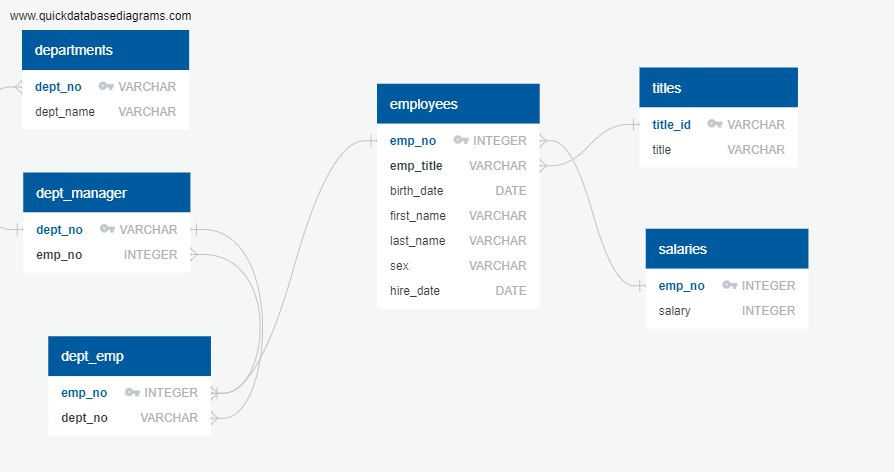 www.quickdatabasediagrams.com
departments
dept_no VARCHAR
dept_name VARCHAR
dept_manager
dept_no VARCHAR
emp_no INTEGER
dept_emp
emp_no INTEGER
dept_no VARCHAR
employees
emp_no INTEGER
emp_title VARCHAR
birth_date DATE
first_name VARCHAR
last_name VARCHAR
sex VARCHAR
hire_date DATE
titles
title_id VARCHAR
title VARCHAR
salaries
emp_no INTEGER
salary INTEGER